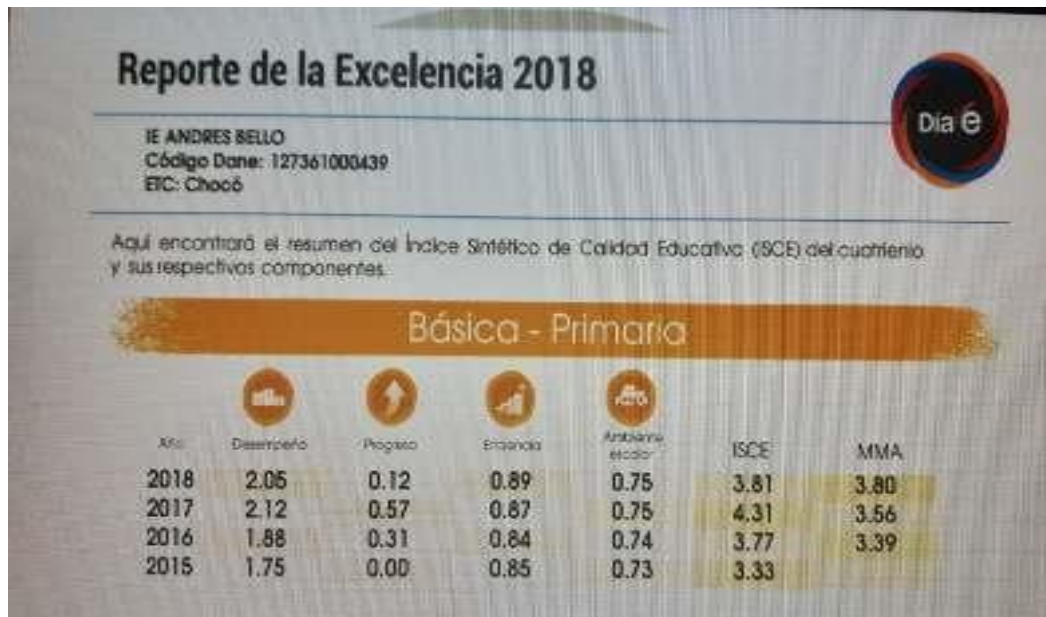 Reporte de la Excelencia 2018
Día é
IE ANDRES BELLO
Código Dane: 127361000439
ETC: Chocó
Aquí encontrará el resumen del Índice Sintético de Calidad Educativa (ISCE) del cuatrienio
y sus respectivos componentes.
Básica - Primaria
Año Desempeño Progreso Eficiencia Ambiente escolar ISCE MMA
2018 2.05 0.12 0.89 0.75 3.81 3.80
2017 2.12 0.57 0.87 0.75 4.31 3.56
2016 1.88 0.31 0.84 0.74 3.77 3.39
2015 1.75 0.00 0.85 0.73 3.33